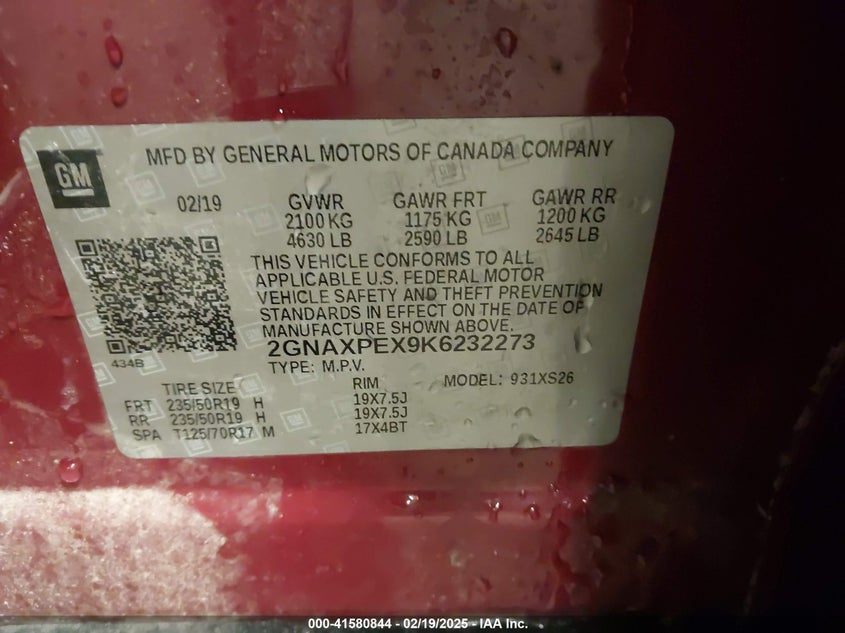 GM
MFD BY GENERAL MOTORS OF CANADA COMPANY
02/19 GVWR GAWR FRT GAWR RR
2100 KG 1175 KG 1200 KG
4630 LB 2590 LB 2645 LB
THIS VEHICLE CONFORMS TO ALL
APPLICABLE U.S. FEDERAL MOTOR
VEHICLE SAFETY AND THEFT PREVENTION
STANDARDS IN EFFECT ON THE DATE OF
MANUFACTURE SHOWN ABOVE.
2GNAXPEX9K6232273
434B TYPE: M.P.V.
TIRE SIZE RIM MODEL: 931XS26
FRT 235/50R19 H 19X7.5J
RR 235/50R19 H 19X7.5J
SPA T125/70R17 M 17X4BT
000-41580844 - 02/19/2025 - IAA Inc.